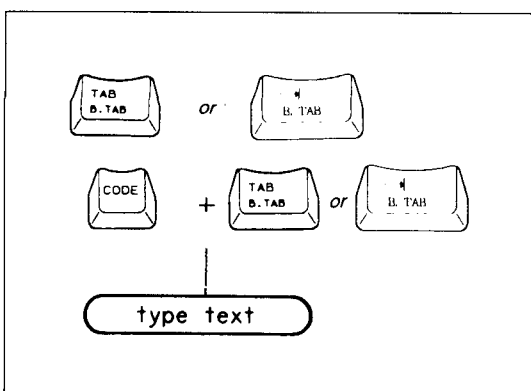 TAB
B. TAB
or
B. TAB
CODE
+
TAB
B. TAB
or
B. TAB
type text